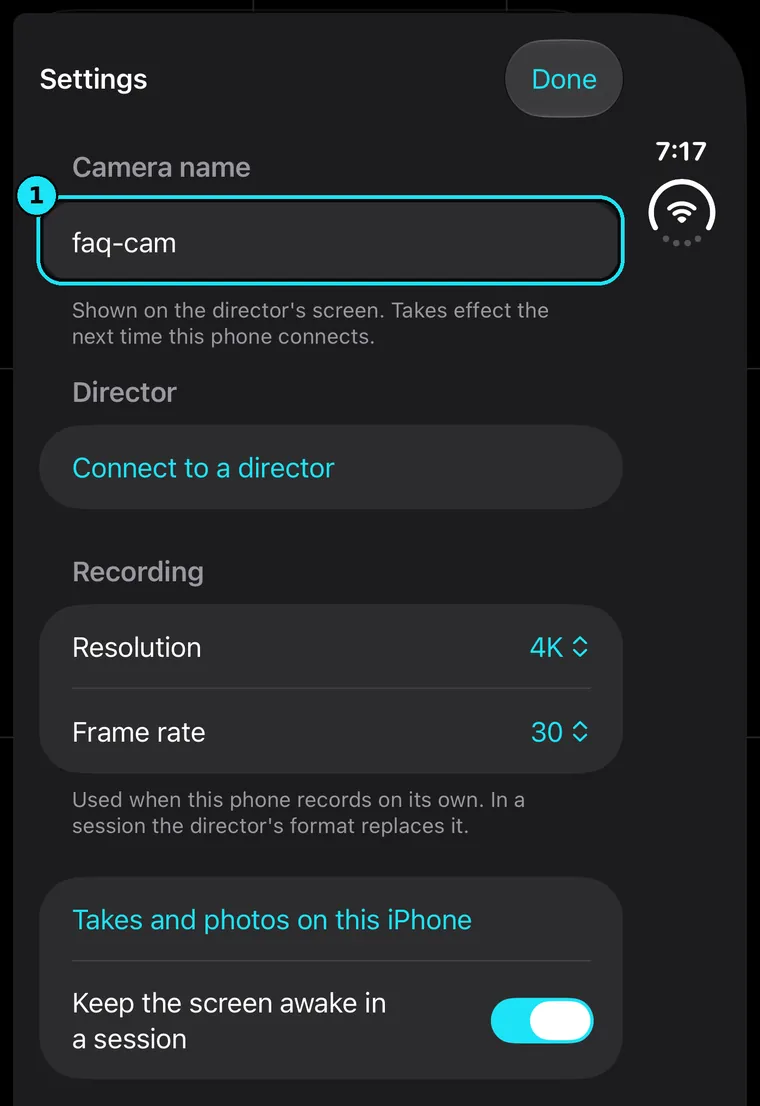 Settings
Done
7:17
Camera name
1
faq-cam
Shown on the director's screen. Takes effect the
next time this phone connects.
Director
Connect to a director
Recording
Resolution
4K
Frame rate
30
Used when this phone records on its own. In a
session the director's format replaces it.
Takes and photos on this iPhone
Keep the screen awake in
a session